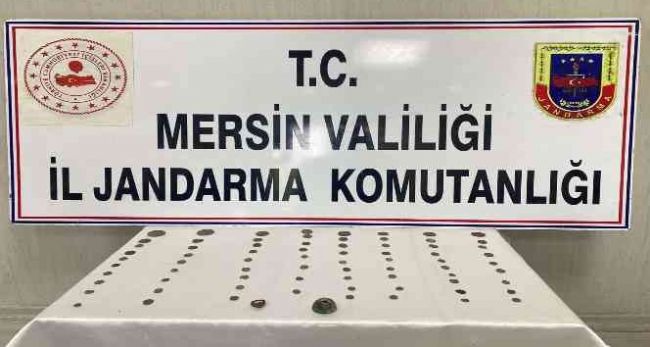 T.C.
MERSİN VALİLİĞİ
İL JANDARMA KOMUTANLIĞI
JANDARMA